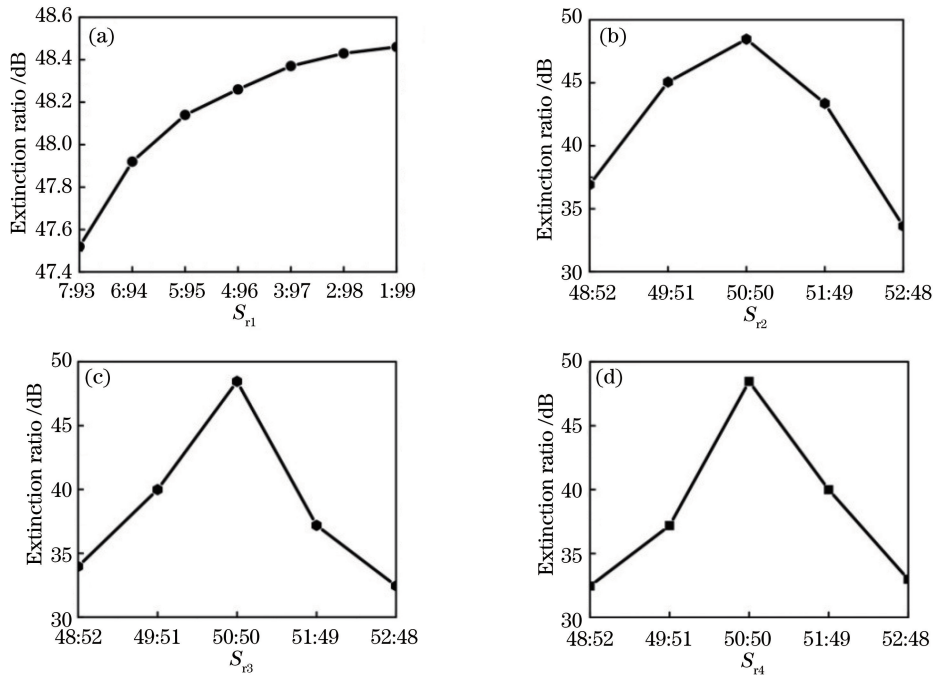 (a)
Extinction ratio /dB
48.6
48.4
48.2
48.0
47.8
47.6
47.4
7:93 6:94 5:95 4:96 3:97 2:98 1:99
S_r1
(b)
Extinction ratio /dB
50
45
40
35
30
48:52 49:51 50:50 51:49 52:48
S_r2
(c)
Extinction ratio /dB
50
45
40
35
30
48:52 49:51 50:50 51:49 52:48
S_r3
(d)
Extinction ratio /dB
50
45
40
35
30
48:52 49:51 50:50 51:49 52:48
S_r4